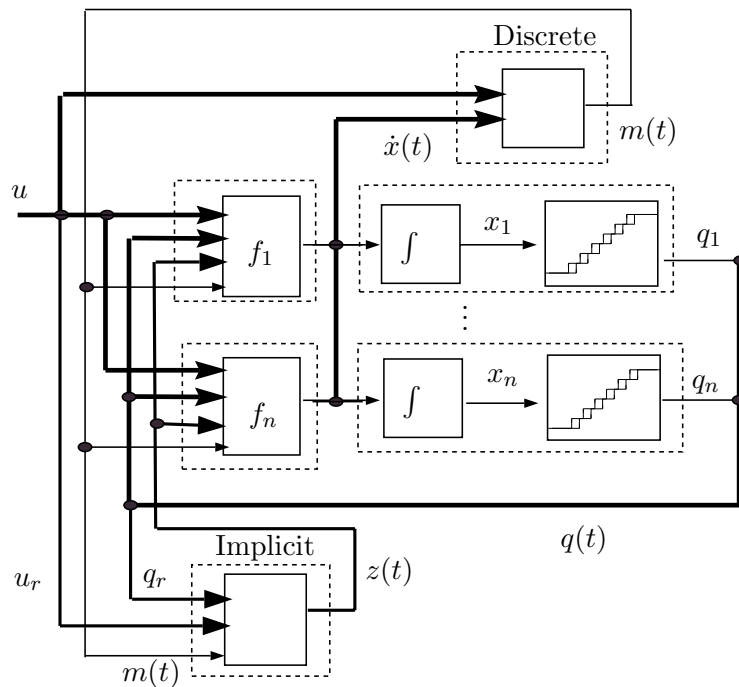 Discrete
m(t)
ẋ(t)
u
f₁
∫
x₁
q₁
⋮
fₙ
∫
xₙ
qₙ
q(t)
Implicit
z(t)
uᵣ
qᵣ
m(t)